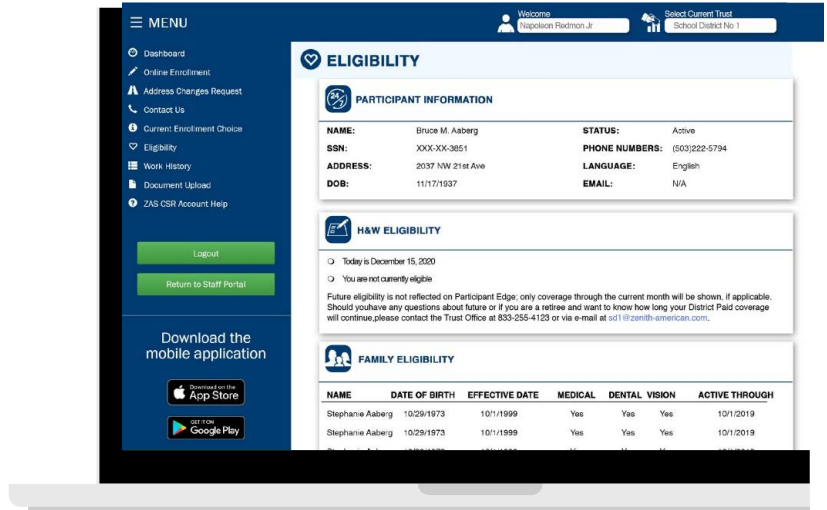 MENU
Welcome
Napoleon Redmon Jr
Select Current Trust
School District No 1
Dashboard
Online Enrollment
Address Changes Request
Contact Us
Current Enrollment Choice
Eligibility
Work History
Document Upload
ZAS CSR Account Help
Logout
Return to Staff Portal
Download the
mobile application
Download on the
App Store
GET IT ON
Google Play
ELIGIBILITY
24/7
PARTICIPANT INFORMATION
NAME: Bruce M. Aaberg STATUS: Active
SSN: XXX-XX-3851 PHONE NUMBERS: (503)222-5794
ADDRESS: 2037 NW 21st Ave LANGUAGE: English
DOB: 11/17/1937 EMAIL: N/A
H&W ELIGIBILITY
Today is December 15, 2020
You are not currently eligible
Future eligibility is not reflected on Participant Edge; only coverage through the current month will be shown, if applicable.
Should youhave any questions about future or if you are a retiree and want to know how long your District Paid coverage
will continue,please contact the Trust Office at 833-255-4123 or via e-mail at sd1@zenith-american.com.
FAMILY ELIGIBILITY
NAME DATE OF BIRTH EFFECTIVE DATE MEDICAL DENTAL VISION ACTIVE THROUGH
Stephanie Aaberg 10/29/1973 10/1/1999 Yes Yes Yes 10/1/2019
Stephanie Aaberg 10/29/1973 10/1/1999 Yes Yes Yes 10/1/2019